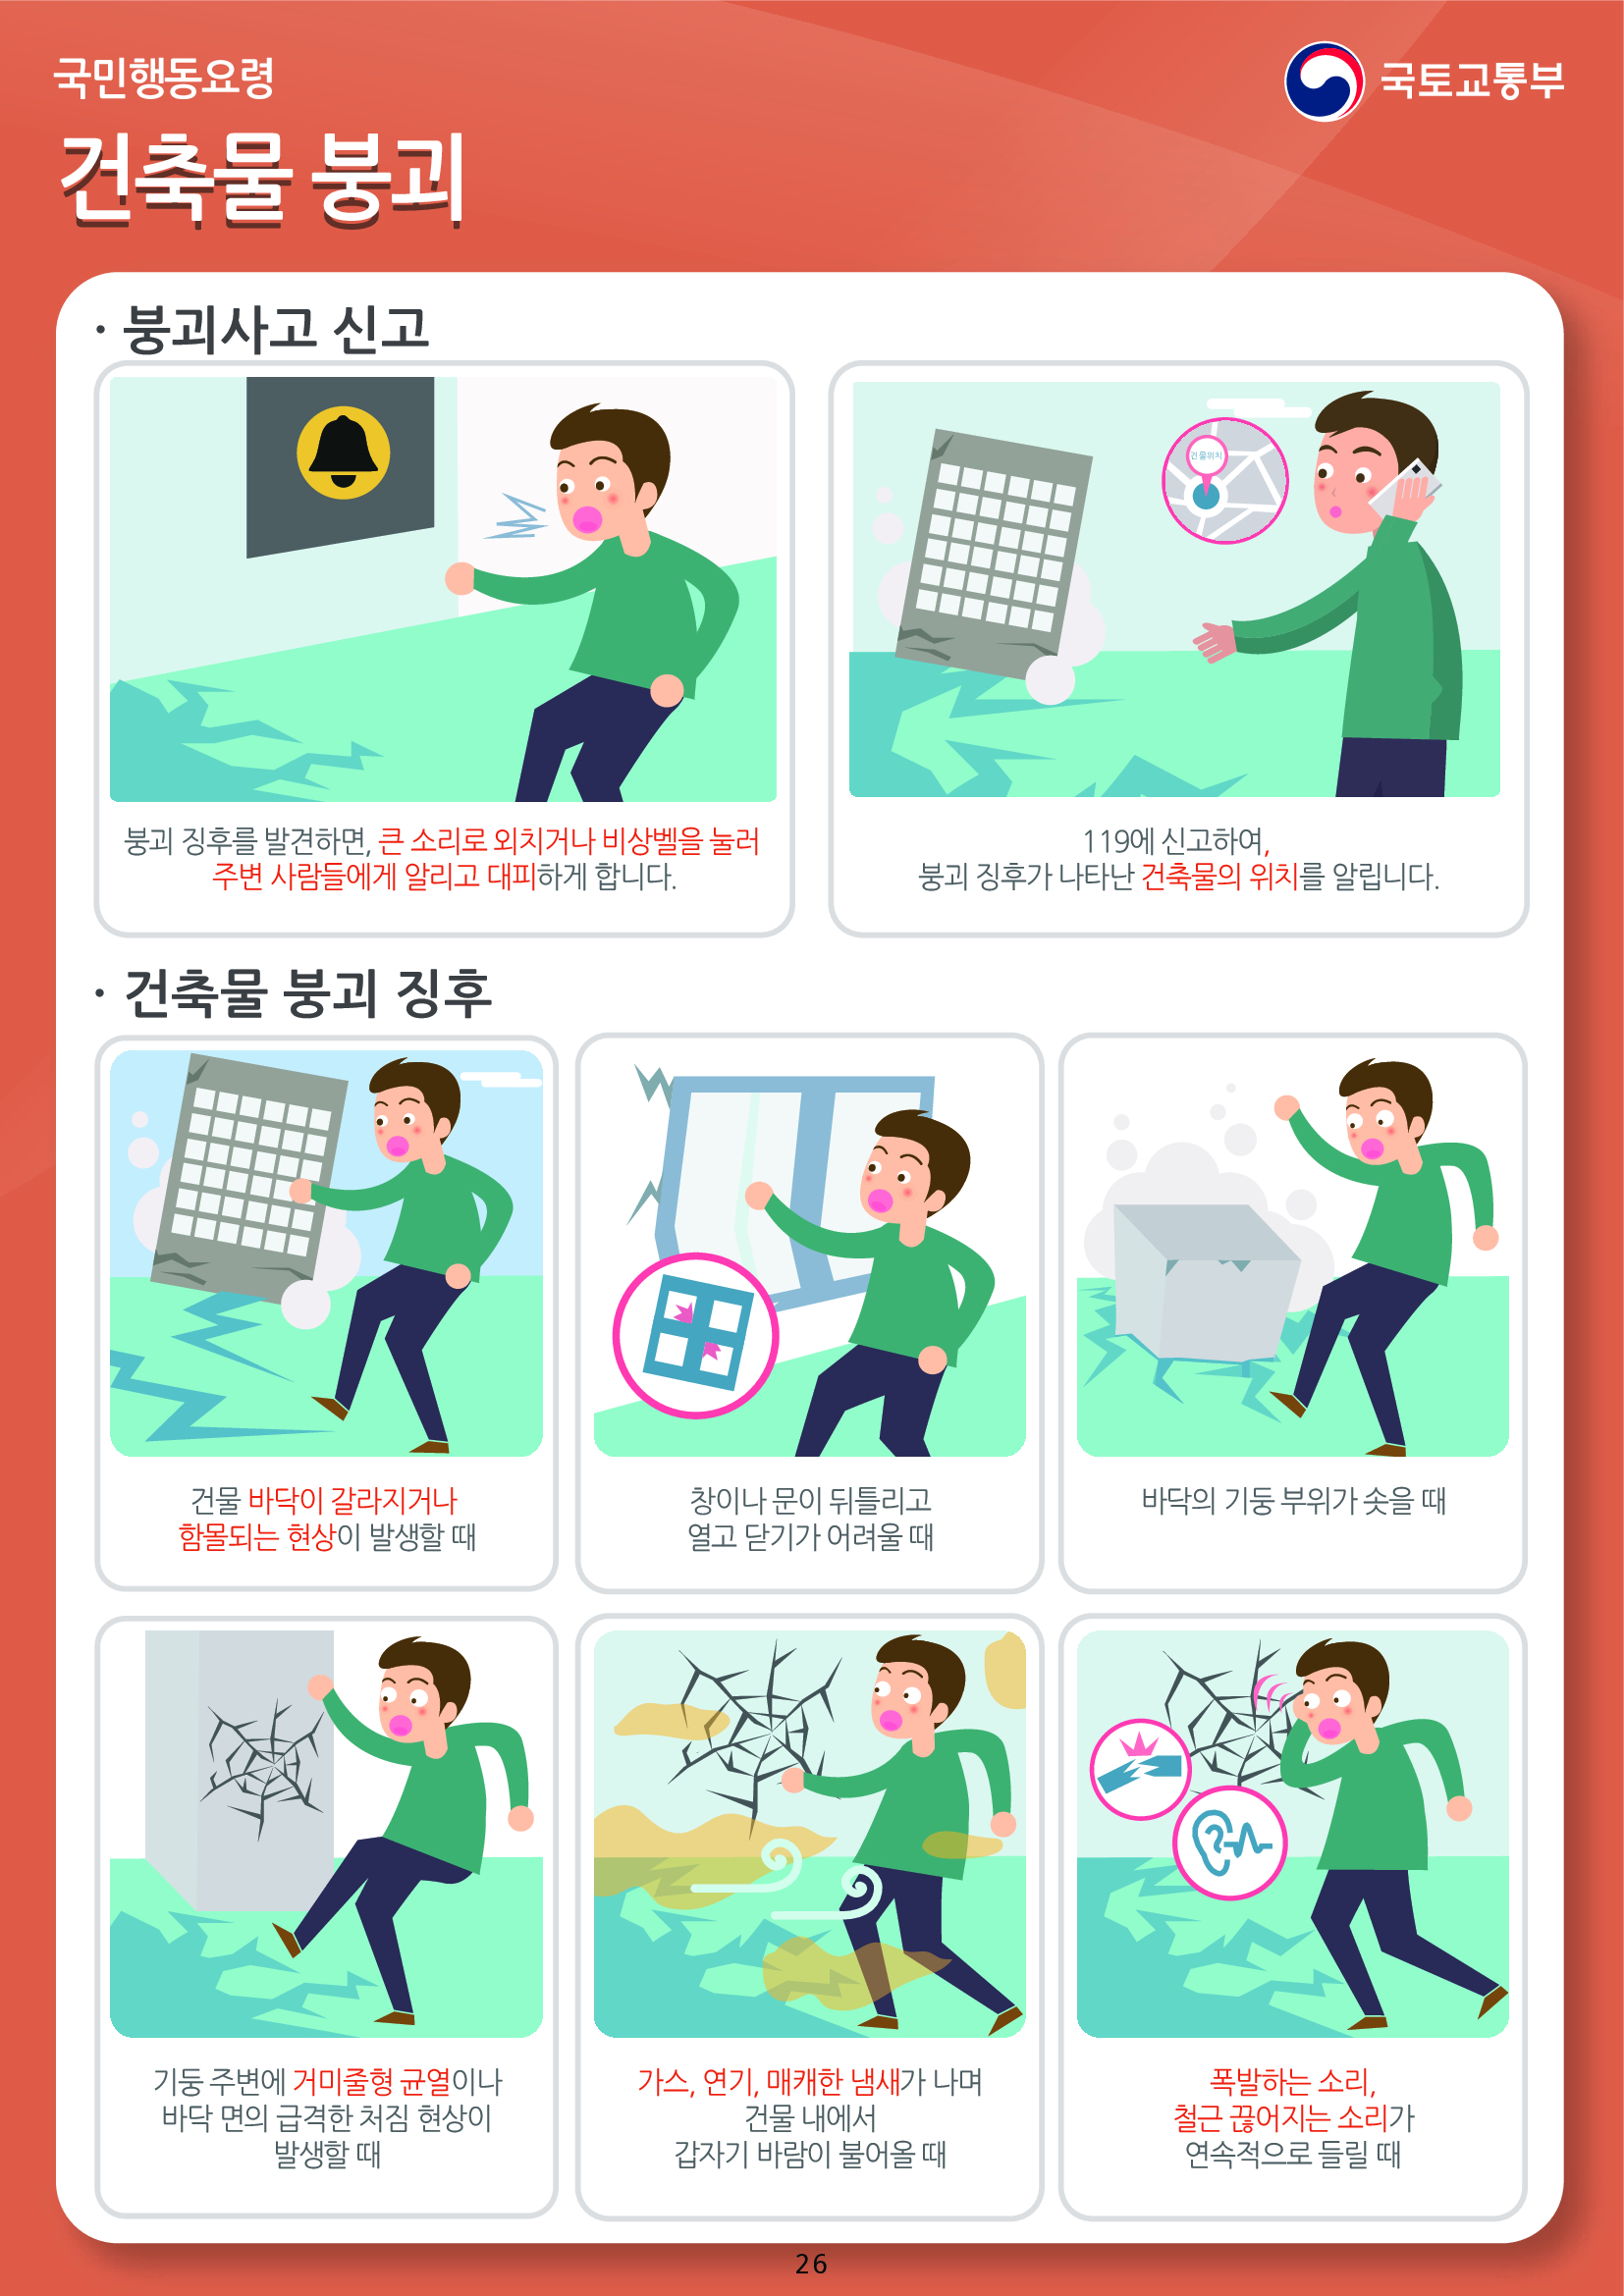 국민행동요령
국토교통부
건축물 붕괴
· 붕괴사고 신고
건물위치
붕괴 징후를 발견하면, 큰 소리로 외치거나 비상벨을 눌러
주변 사람들에게 알리고 대피하게 합니다.
119에 신고하여,
붕괴 징후가 나타난 건축물의 위치를 알립니다.
· 건축물 붕괴 징후
건물 바닥이 갈라지거나
함몰되는 현상이 발생할 때
창이나 문이 뒤틀리고
열고 닫기가 어려울 때
바닥의 기둥 부위가 솟을 때
기둥 주변에 거미줄형 균열이나
바닥 면의 급격한 처짐 현상이
발생할 때
가스, 연기, 매캐한 냄새가 나며
건물 내에서
갑자기 바람이 불어올 때
폭발하는 소리,
철근 끊어지는 소리가
연속적으로 들릴 때
26